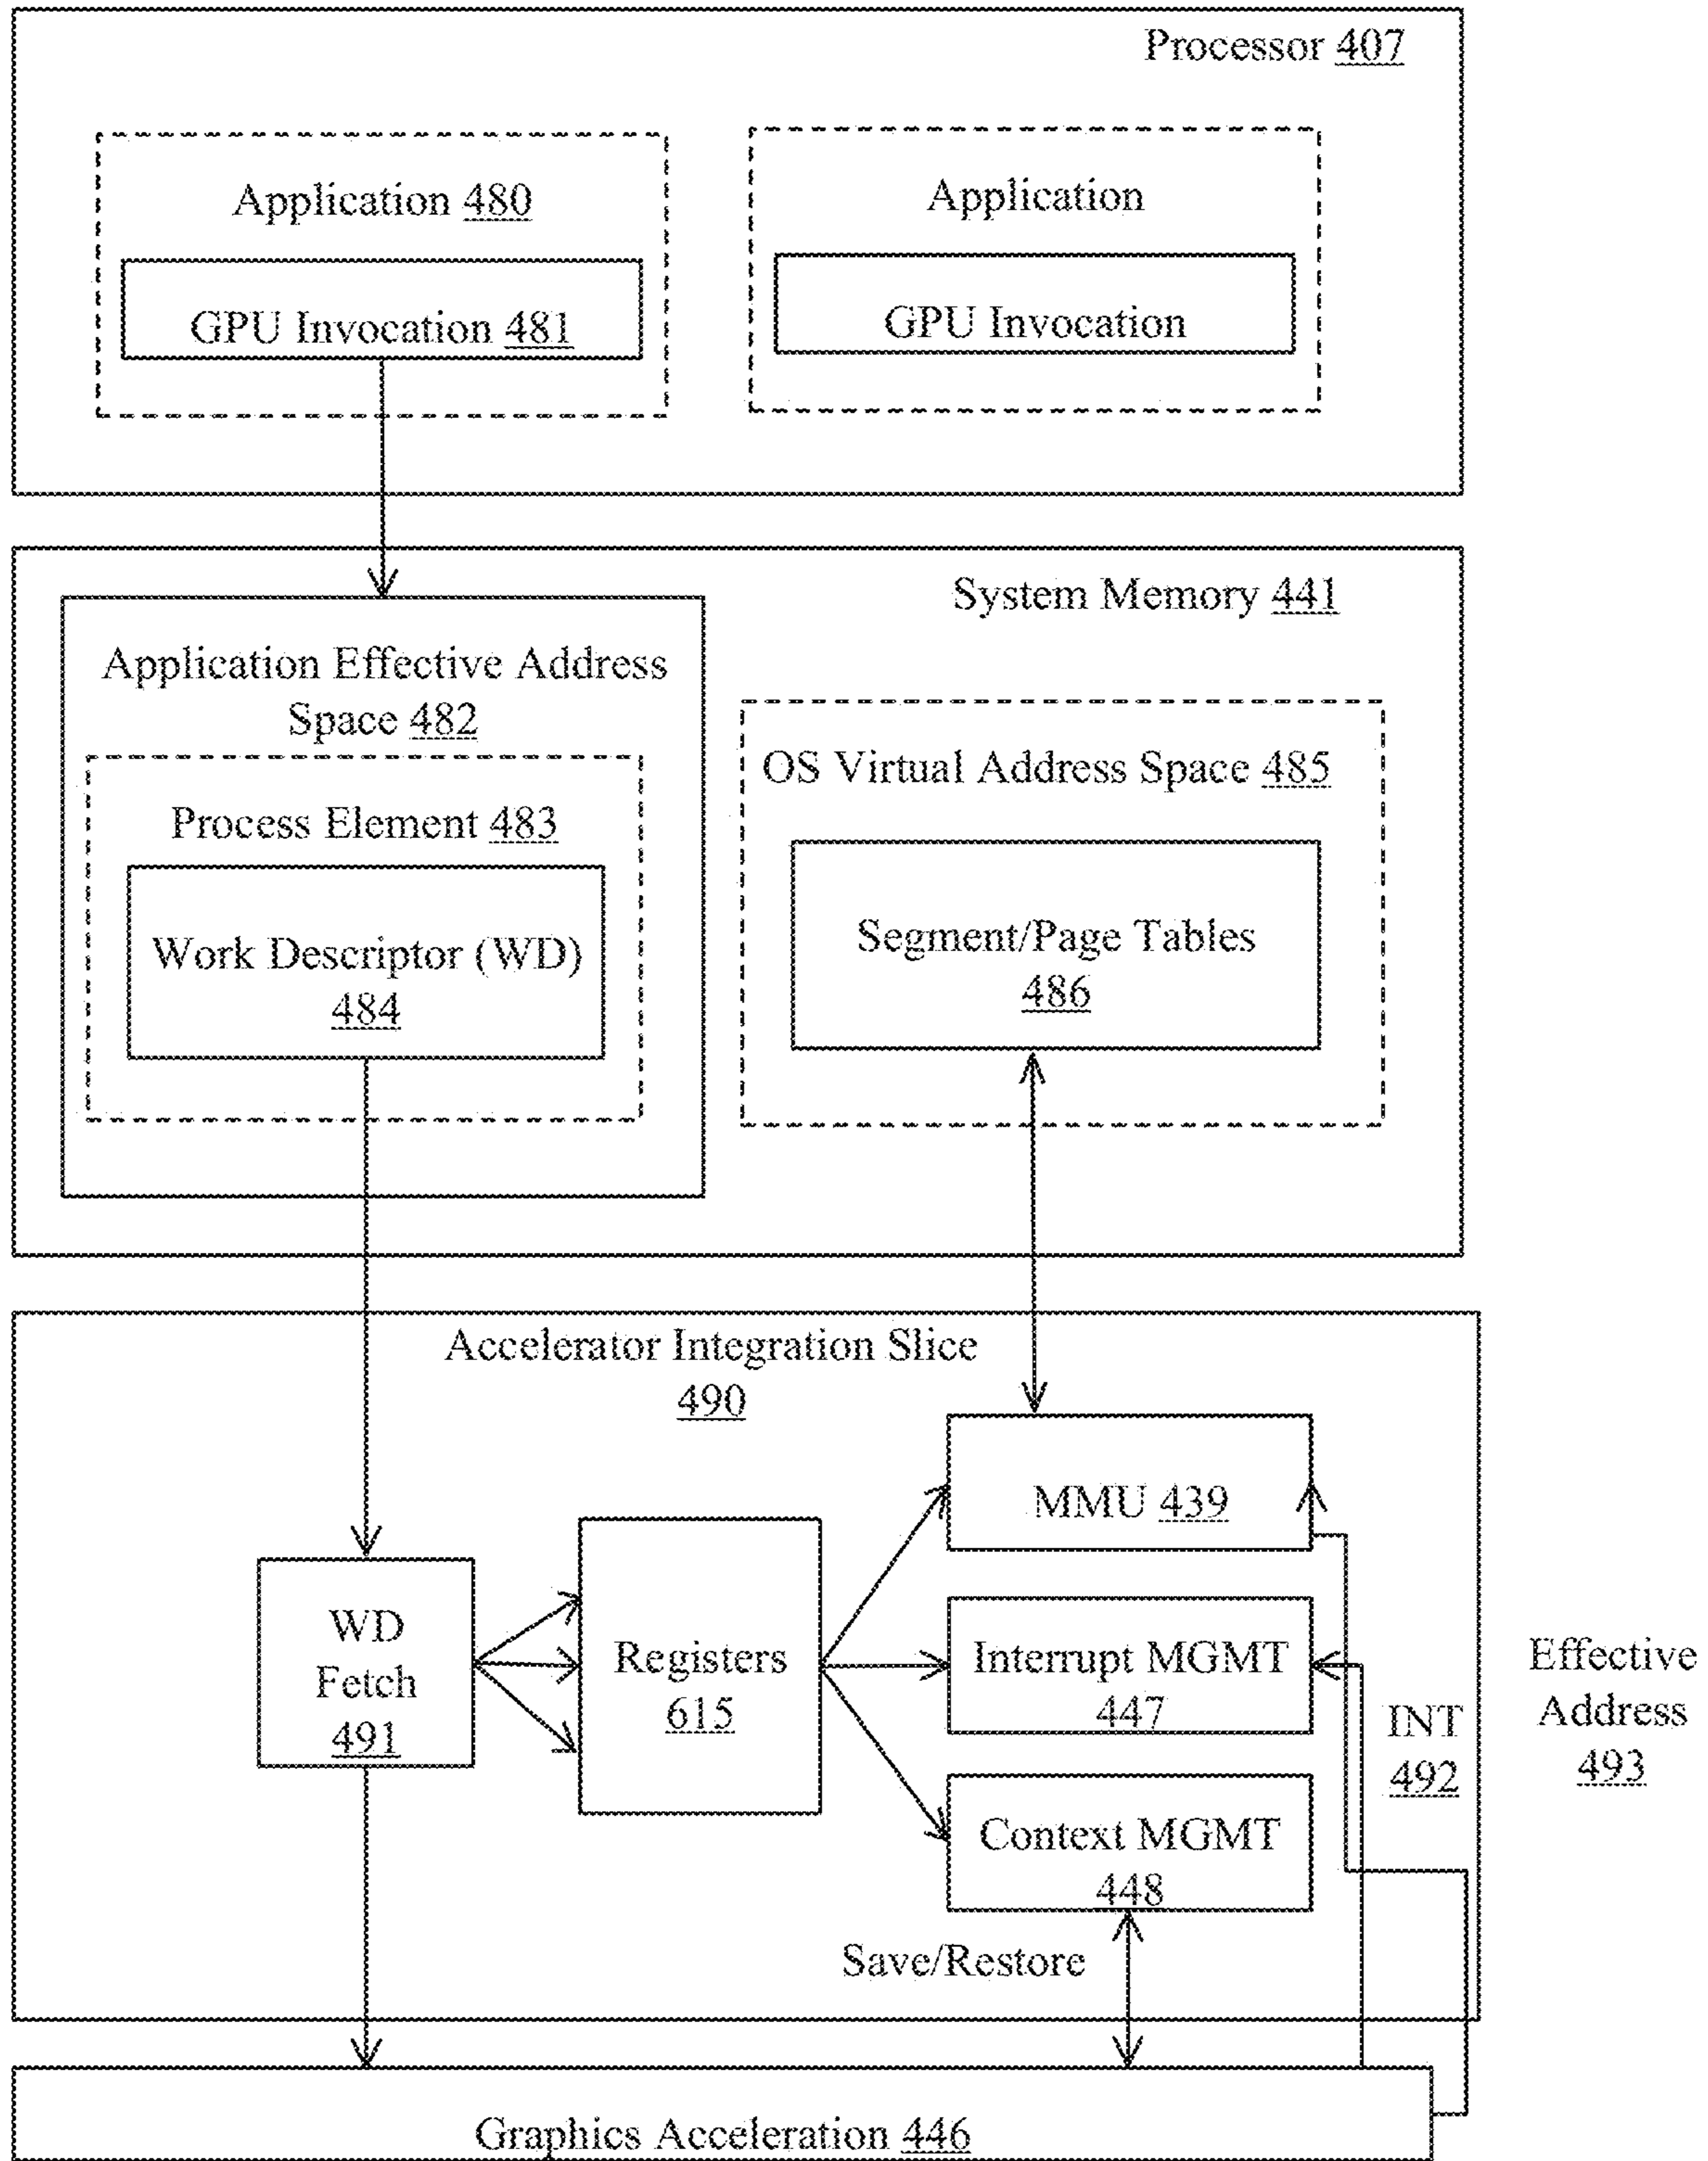 Processor 407
Application 480
GPU Invocation 481
Application
GPU Invocation
System Memory 441
Application Effective Address
Space 482
Process Element 483
Work Descriptor (WD)
484
OS Virtual Address Space 485
Segment/Page Tables
486
Accelerator Integration Slice
490
WD
Fetch
491
Registers
615
MMU 439
Interrupt MGMT
447
Context MGMT
448
INT
492
Effective
Address
493
Save/Restore
Graphics Acceleration 446